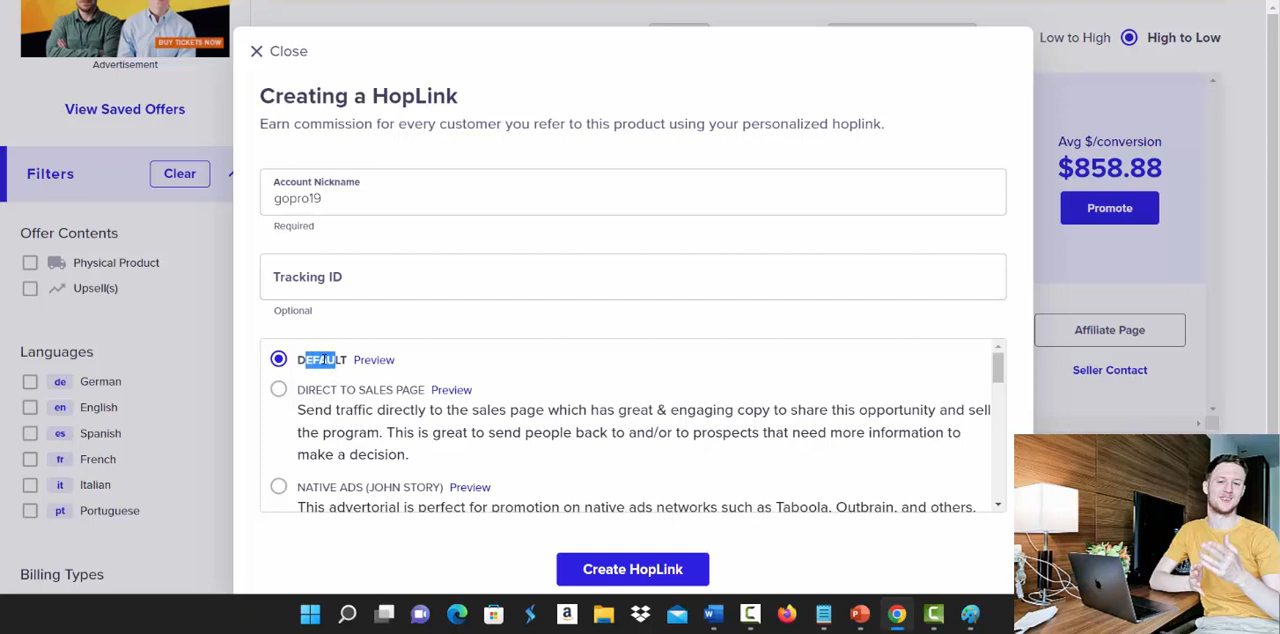 BUY TICKETS NOW
Advertisement
View Saved Offers
Filters
Clear
Offer Contents
Physical Product
Upsell(s)
Languages
de German
en English
es Spanish
fr French
it Italian
pt Portuguese
Billing Types
Close
Creating a HopLink
Earn commission for every customer you refer to this product using your personalized hoplink.
Account Nickname
gopro19
Required
Tracking ID
Optional
DEFAULT Preview
DIRECT TO SALES PAGE Preview
Send traffic directly to the sales page which has great & engaging copy to share this opportunity and sell
the program. This is great to send people back to and/or to prospects that need more information to
make a decision.
NATIVE ADS (JOHN STORY) Preview
This advertorial is perfect for promotion on native ads networks such as Taboola, Outbrain, and others.
Create HopLink
Low to High High to Low
Avg $/conversion
$858.88
Promote
Affiliate Page
Seller Contact